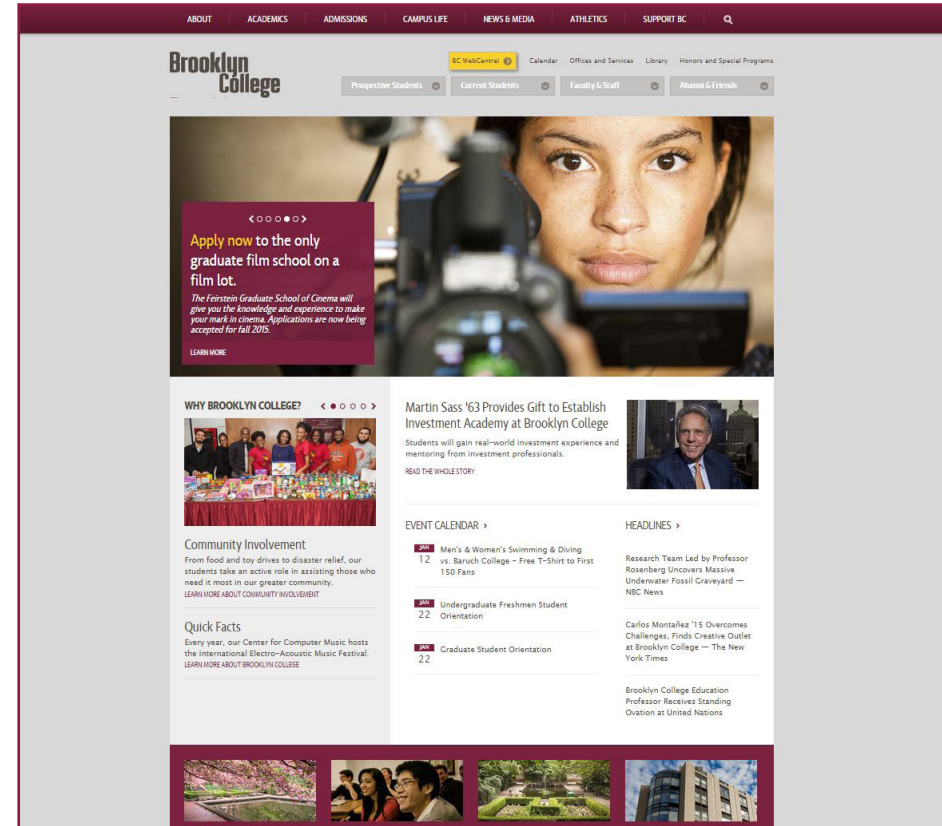 ABOUT ACADEMICS ADMISSIONS CAMPUS LIFE NEWS & MEDIA ATHLETICS SUPPORT BC
Brooklyn
College
BC WebCentral Calendar Offices and Services Library Honors and Special Programs
Prospective Students Current Students Faculty & Staff Alumni & Friends
Apply now to the only
graduate film school on a
film lot.
The Feirstein Graduate School of Cinema will
give you the knowledge and experience to make
your mark in cinema. Applications are now being
accepted for fall 2015.
LEARN MORE
WHY BROOKLYN COLLEGE?
Community Involvement
From food and toy drives to disaster relief, our
students take an active role in assisting those who
need it most in our greater community.
LEARN MORE ABOUT COMMUNITY INVOLVEMENT
Quick Facts
Every year, our Center for Computer Music hosts
the International Electro-Acoustic Music Festival.
LEARN MORE ABOUT BROOKLYN COLLEGE
Martin Sass '63 Provides Gift to Establish
Investment Academy at Brooklyn College
Students will gain real-world investment experience and
mentoring from investment professionals.
READ THE WHOLE STORY
EVENT CALENDAR >
JAN
12
Men's & Women's Swimming & Diving
vs. Baruch College - Free T-Shirt to First
150 Fans
JAN
22
Undergraduate Freshmen Student
Orientation
JAN
22
Graduate Student Orientation
HEADLINES >
Research Team Led by Professor
Rosenberg Uncovers Massive
Underwater Fossil Graveyard —
NBC News
Carlos Montañez '15 Overcomes
Challenges, Finds Creative Outlet
at Brooklyn College — The New
York Times
Brooklyn College Education
Professor Receives Standing
Ovation at United Nations